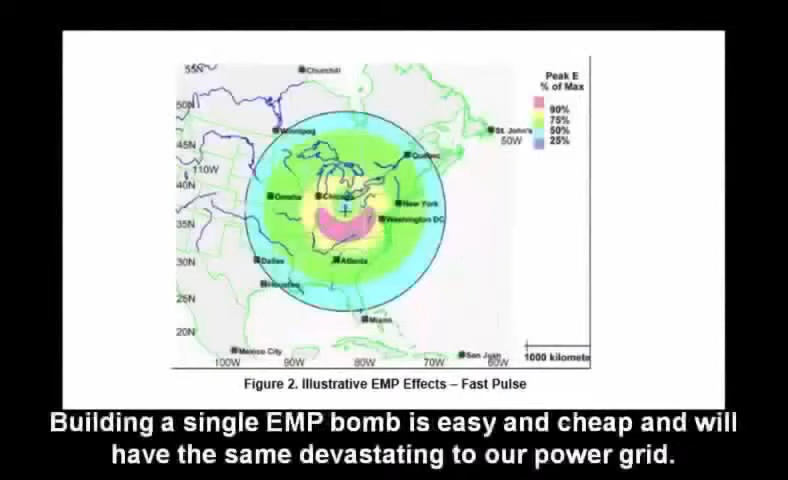 55N
Churchill
Peak E
% of Max
50N
90%
75%
Winnipeg
St. John's
50%
50W
25%
45N
Quebec
110W
40N
Omaha
Chicago
New York
35N
Washington DC
30N
Dallas
Atlanta
Houston
25N
Miami
20N
Mexico City
San Juan
1000 kilomete
100W
90W
80W
70W
60W
Figure 2. Illustrative EMP Effects – Fast Pulse
Building a single EMP bomb is easy and cheap and will
have the same devastating to our power grid.